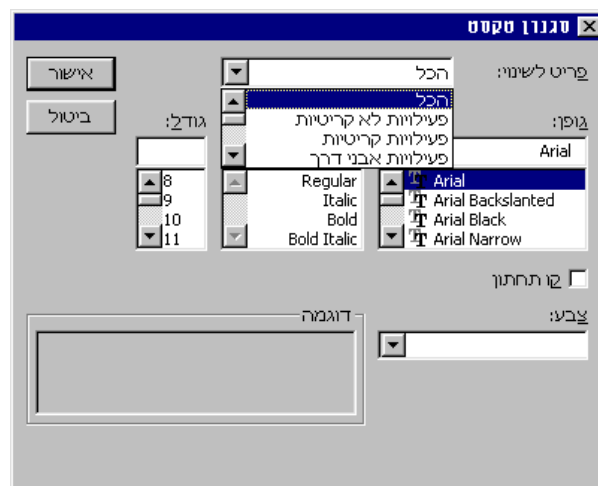 סגנון טקסט
פריט לשינוי:
הכל
אישור
הכל
פעילויות לא קריטיות
פעילויות קריטיות
פעילויות אבני דרך
ביטול
גופן:
גודל:
Arial
Arial
Arial Backslanted
Arial Black
Arial Narrow
Regular
Italic
Bold
Bold Italic
8
9
10
11
קו תחתון
צבע:
דוגמה